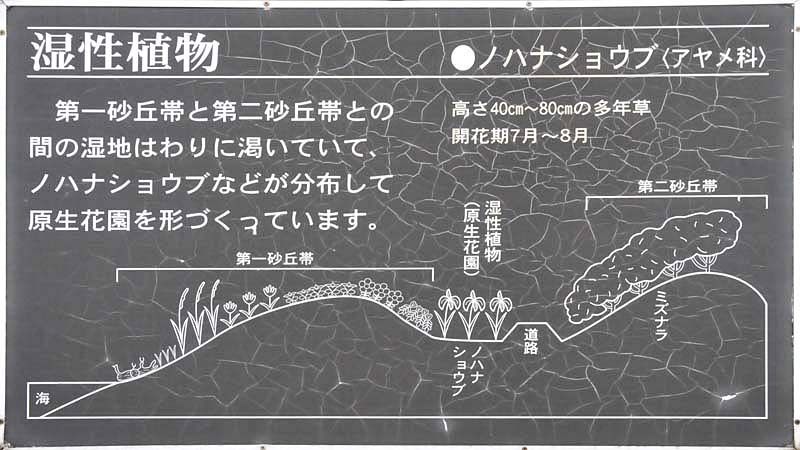 湿性植物
●ノハナショウブ〈アヤメ科〉
第一砂丘帯と第二砂丘帯との
間の湿地はわりに渇いていて、
ノハナショウブなどが分布して
原生花園を形づくっています。
高さ40cm〜80cmの多年草
開花期7月〜8月
第二砂丘帯
湿性植物
（原生花園）
第一砂丘帯
ミズナラ
道路
ノハナ
ショウブ
海